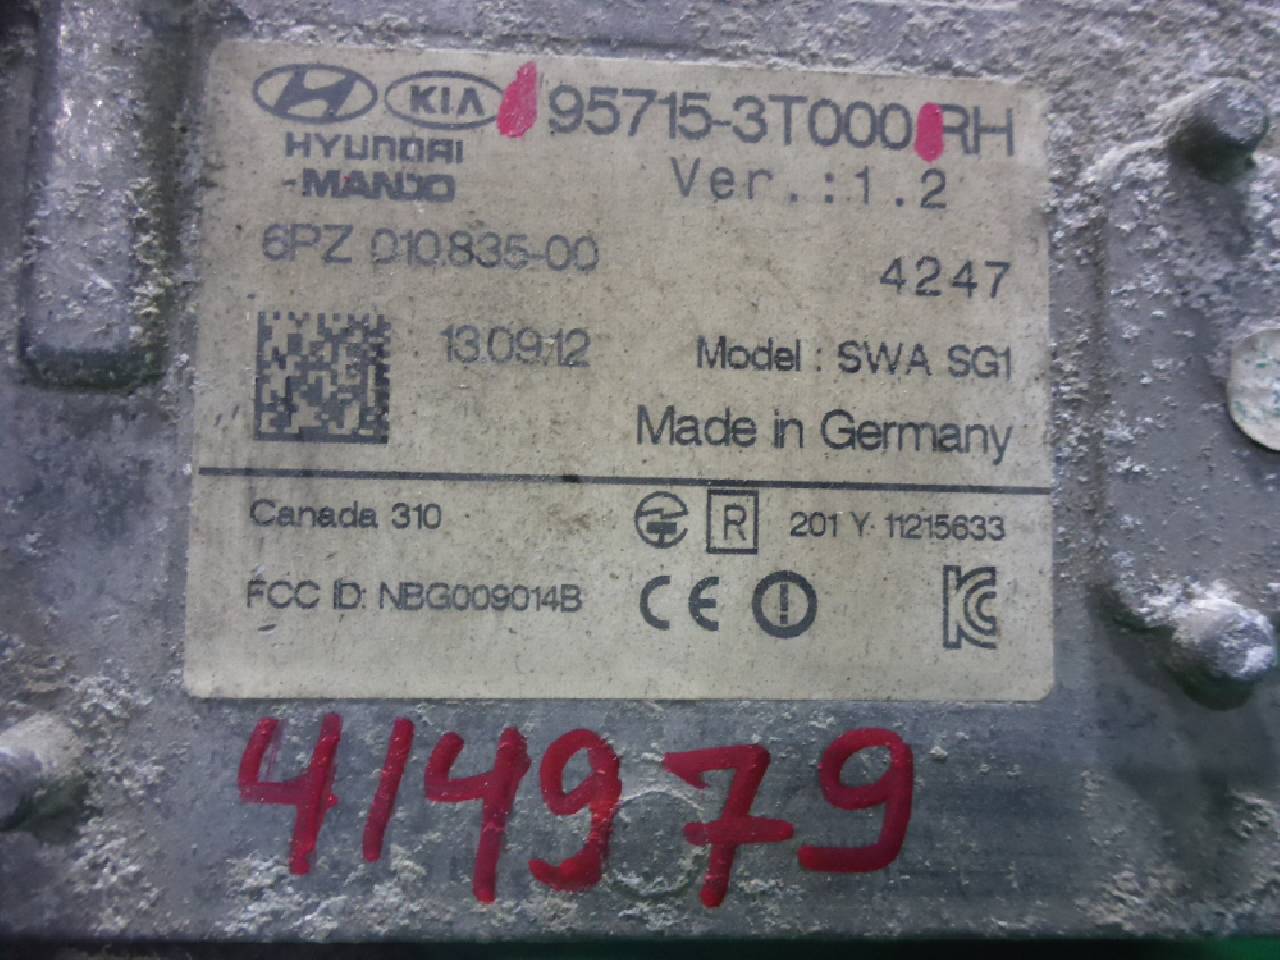 KIA 95715-3T000 RH
HYUNDAI
-MANDO
Ver.:1.2
6PZ 010.835-00
4247
13.09.12
Model : SWA SG1
Made in Germany
Canada 310
R 201 Y- 11215633
FCC ID: NBG009014B
CE
KC
414979